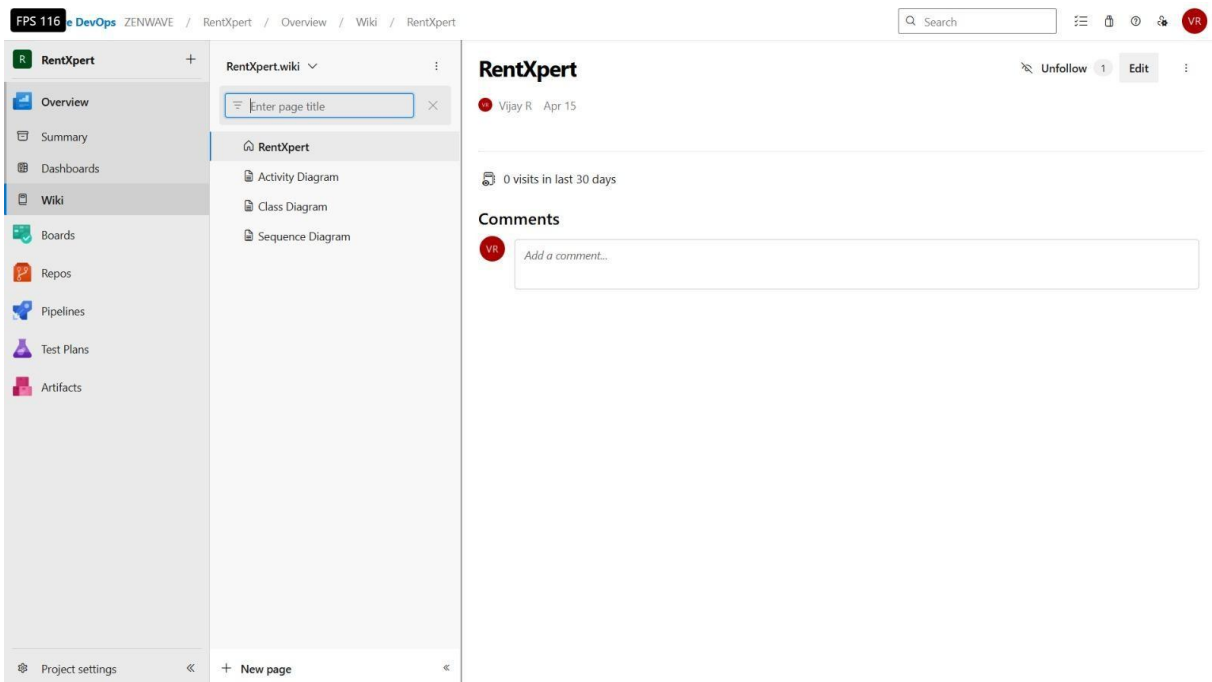 FPS 116 e DevOps ZENWAVE / RentXpert / Overview / Wiki / RentXpert Search VR
R RentXpert +
Overview
Summary
Dashboards
Wiki
Boards
Repos
Pipelines
Test Plans
Artifacts
Project settings «
RentXpert.wiki
Enter page title
RentXpert
Activity Diagram
Class Diagram
Sequence Diagram
+ New page «
RentXpert Unfollow 1 Edit
VR Vijay R Apr 15
0 visits in last 30 days
Comments
VR Add a comment...